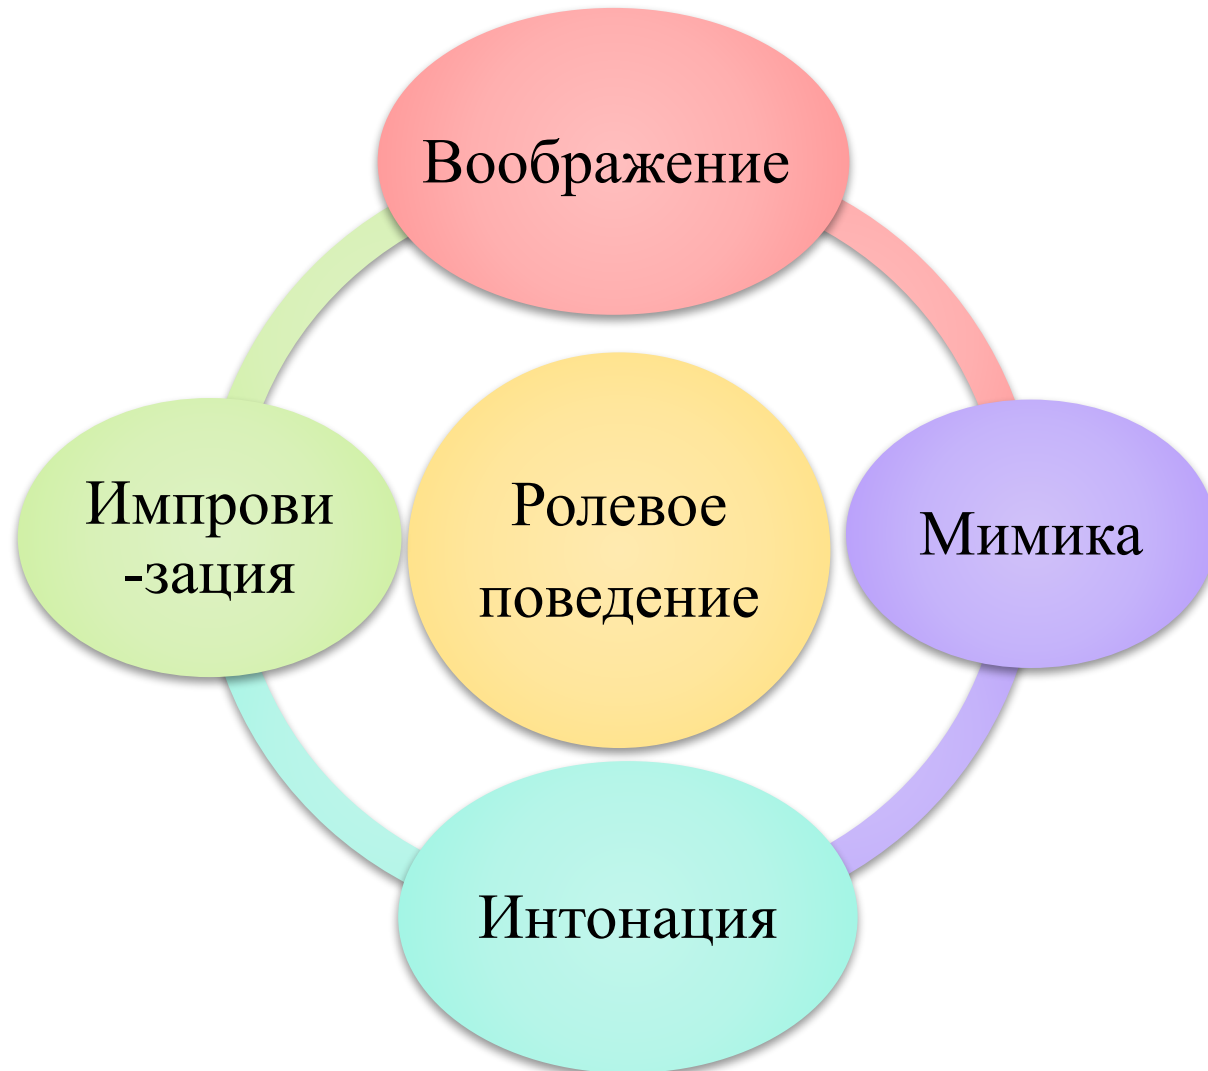 Воображение
Импрови
-зация
Ролевое
поведение
Мимика
Интонация